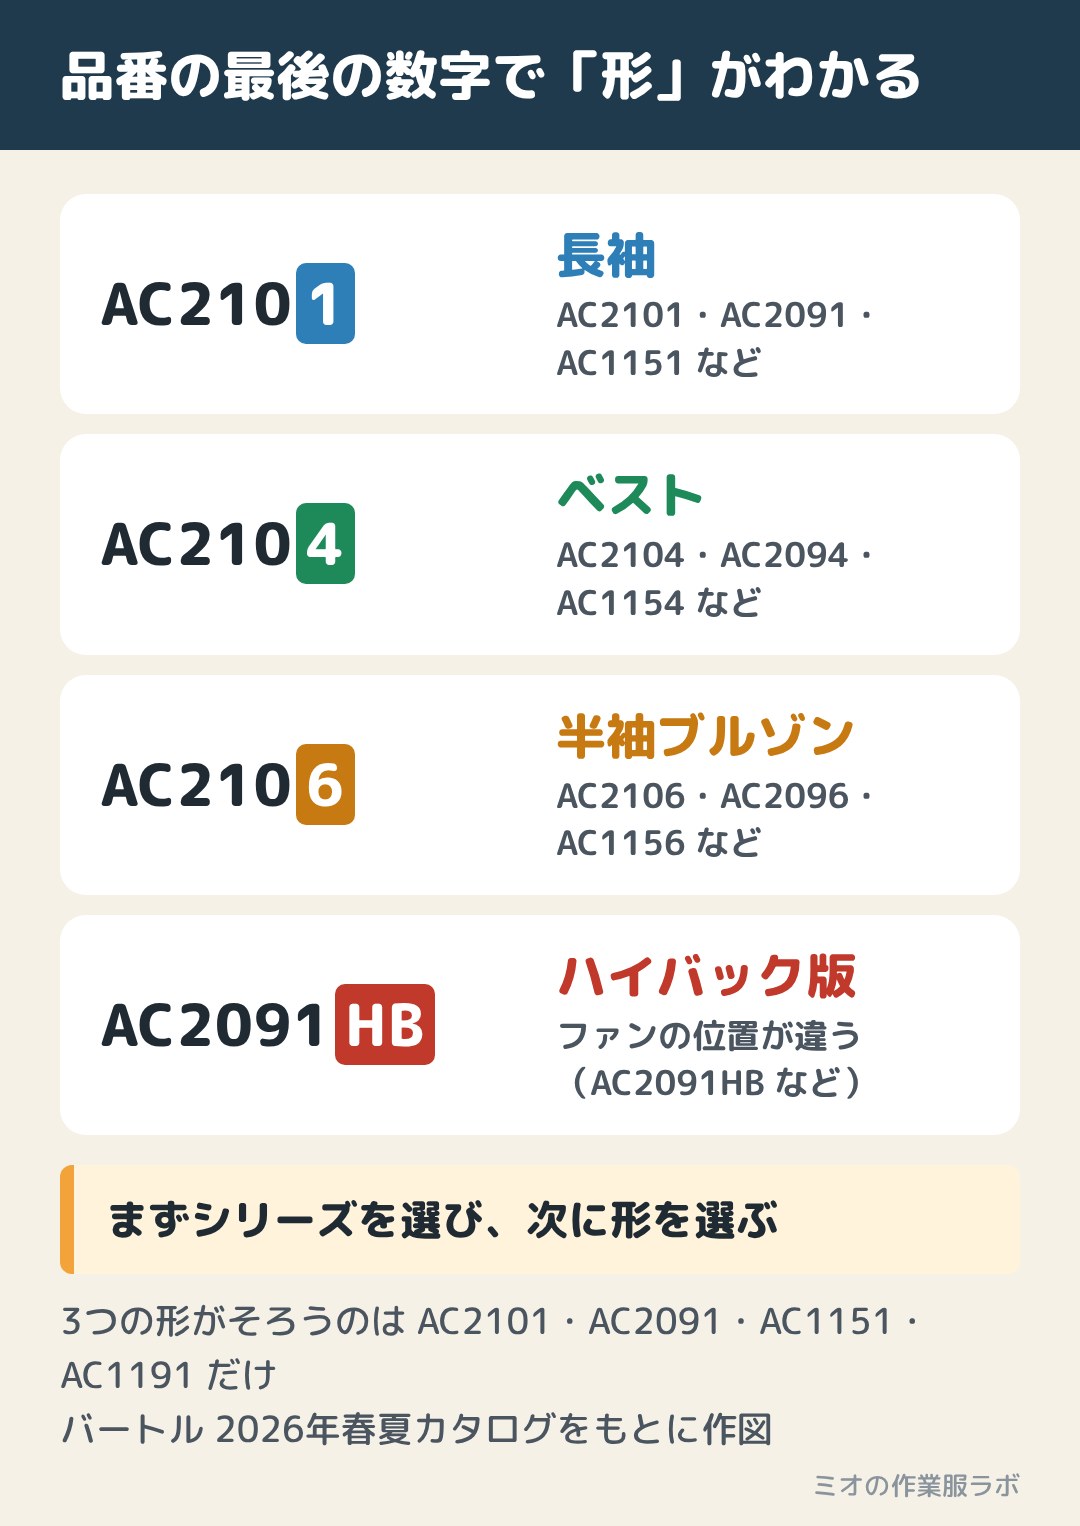 品番の最後の数字で「形」がわかる
AC2101
長袖
AC2101・AC2091・
AC1151 など
AC2104
ベスト
AC2104・AC2094・
AC1154 など
AC2106
半袖ブルゾン
AC2106・AC2096・
AC1156 など
AC2091HB
ハイバック版
ファンの位置が違う
（AC2091HB など）
まずシリーズを選び、次に形を選ぶ
3つの形がそろうのは AC2101・AC2091・AC1151・
AC1191 だけ
バートル 2026年春夏カタログをもとに作図
ミオの作業服ラボ